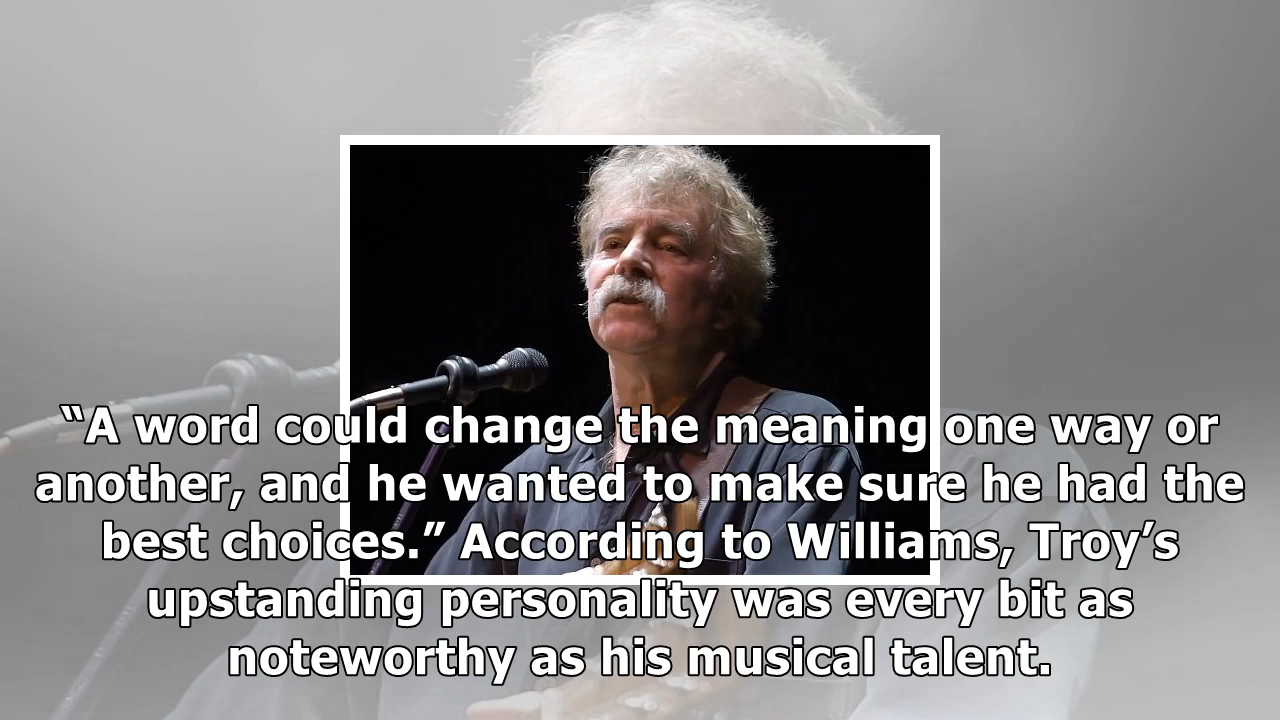 “A word could change the meaning one way or
another, and he wanted to make sure he had the
best choices.” According to Williams, Troy’s
upstanding personality was every bit as
noteworthy as his musical talent.